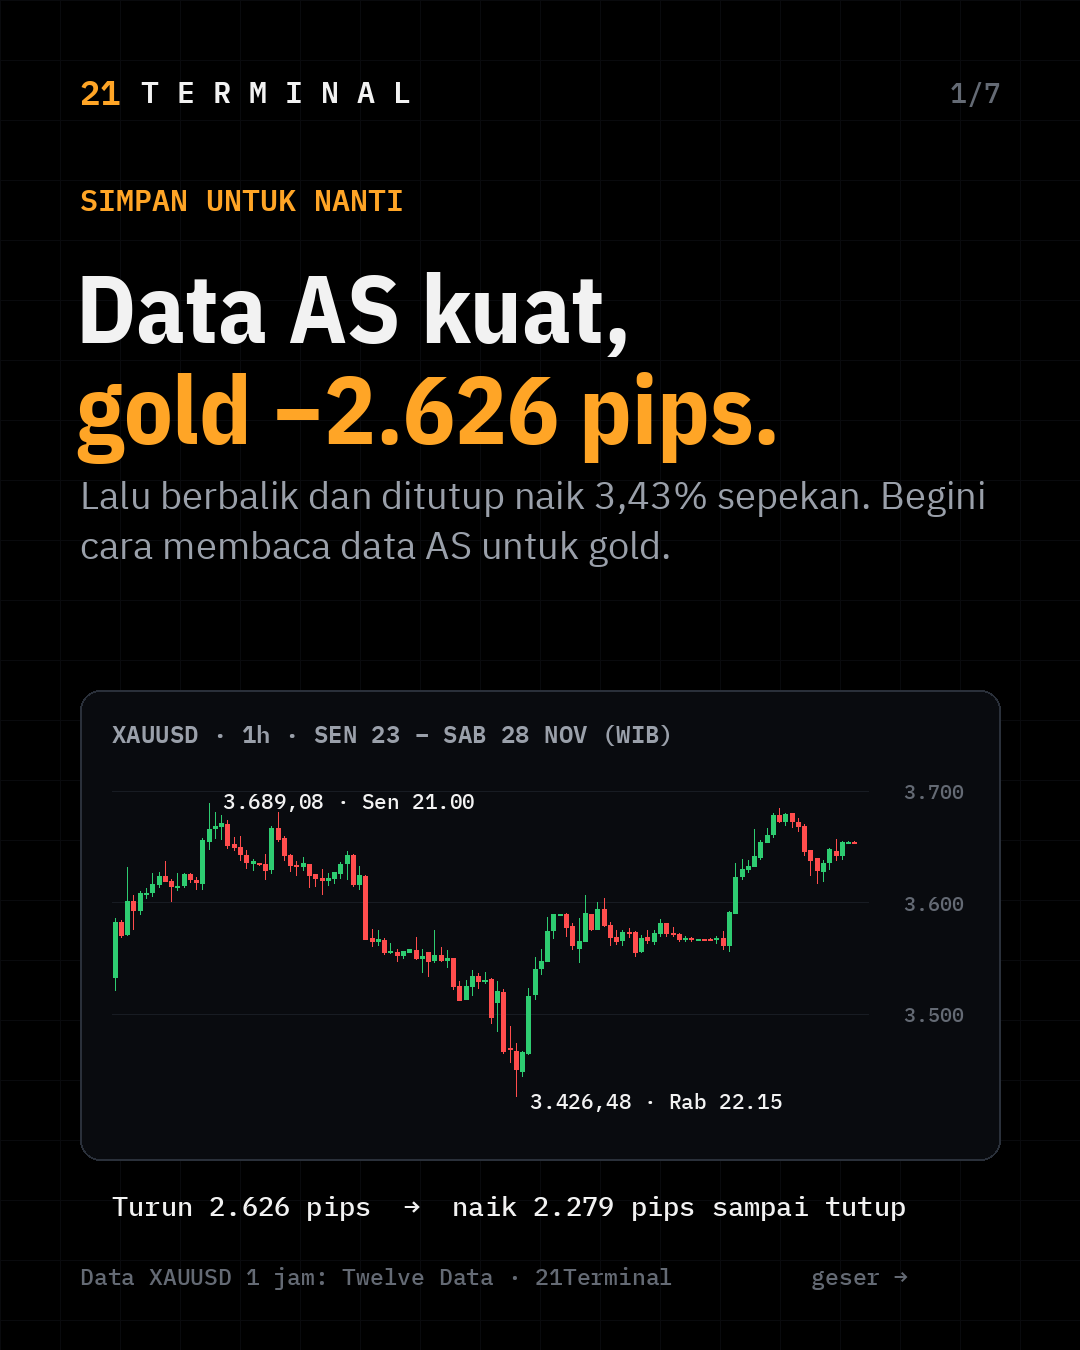 21 TERMINAL
1/7
SIMPAN UNTUK NANTI
Data AS kuat,
gold −2.626 pips.
Lalu berbalik dan ditutup naik 3,43% sepekan. Begini
cara membaca data AS untuk gold.
XAUUSD · 1h · SEN 23 – SAB 28 NOV (WIB)
3.689,08 · Sen 21.00
3.700
3.600
3.500
3.426,48 · Rab 22.15
Turun 2.626 pips → naik 2.279 pips sampai tutup
Data XAUUSD 1 jam: Twelve Data · 21Terminal
geser →